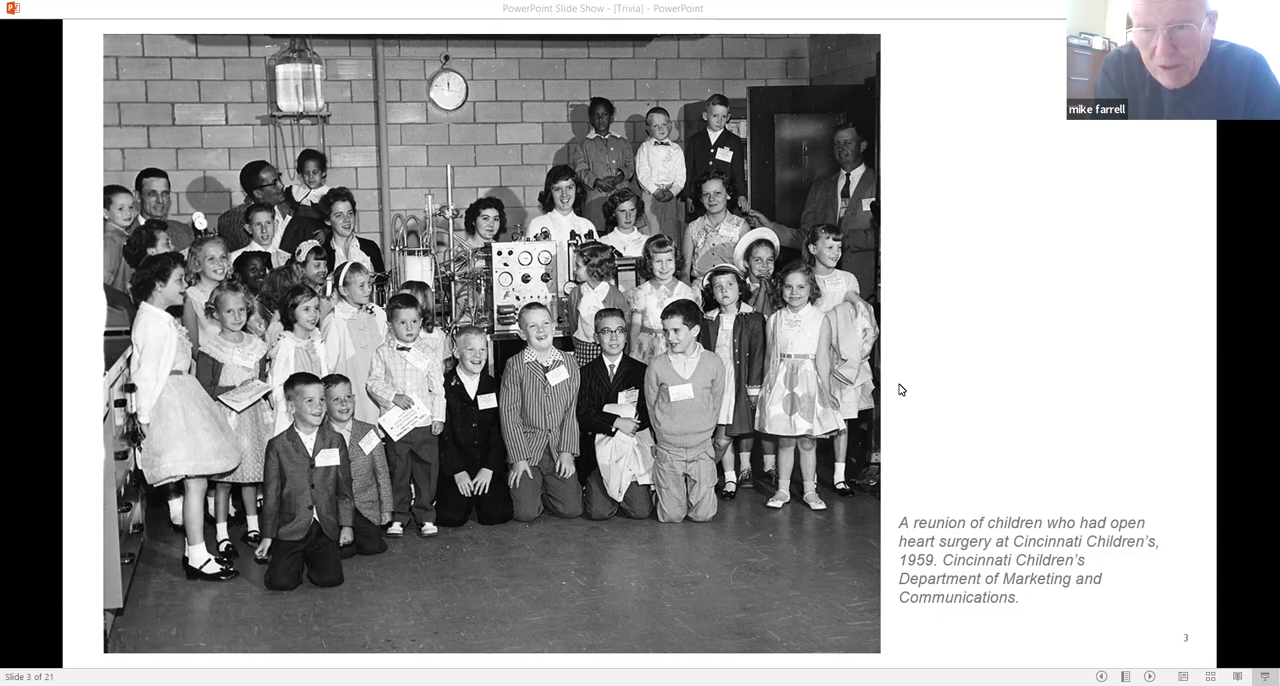 PowerPoint Slide Show - [Trivia] - PowerPoint
mike farrell
A reunion of children who had open
heart surgery at Cincinnati Children's,
1959. Cincinnati Children's
Department of Marketing and
Communications.
3
Slide 3 of 21